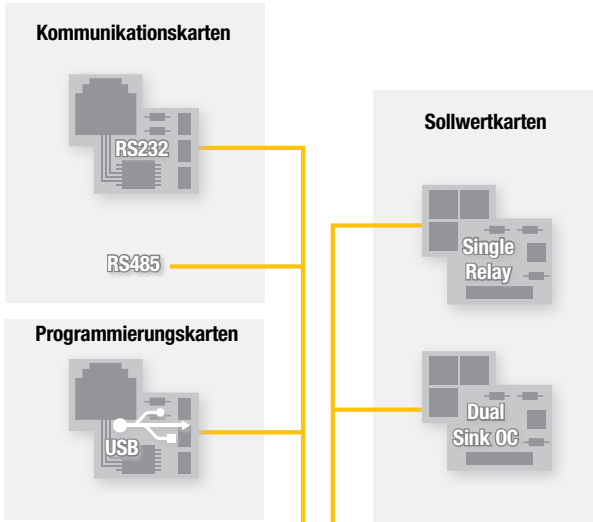 Kommunikationskarten
RS232
RS485
Programmierungskarten
USB
Sollwertkarten
Single
Relay
Dual
Sink OC